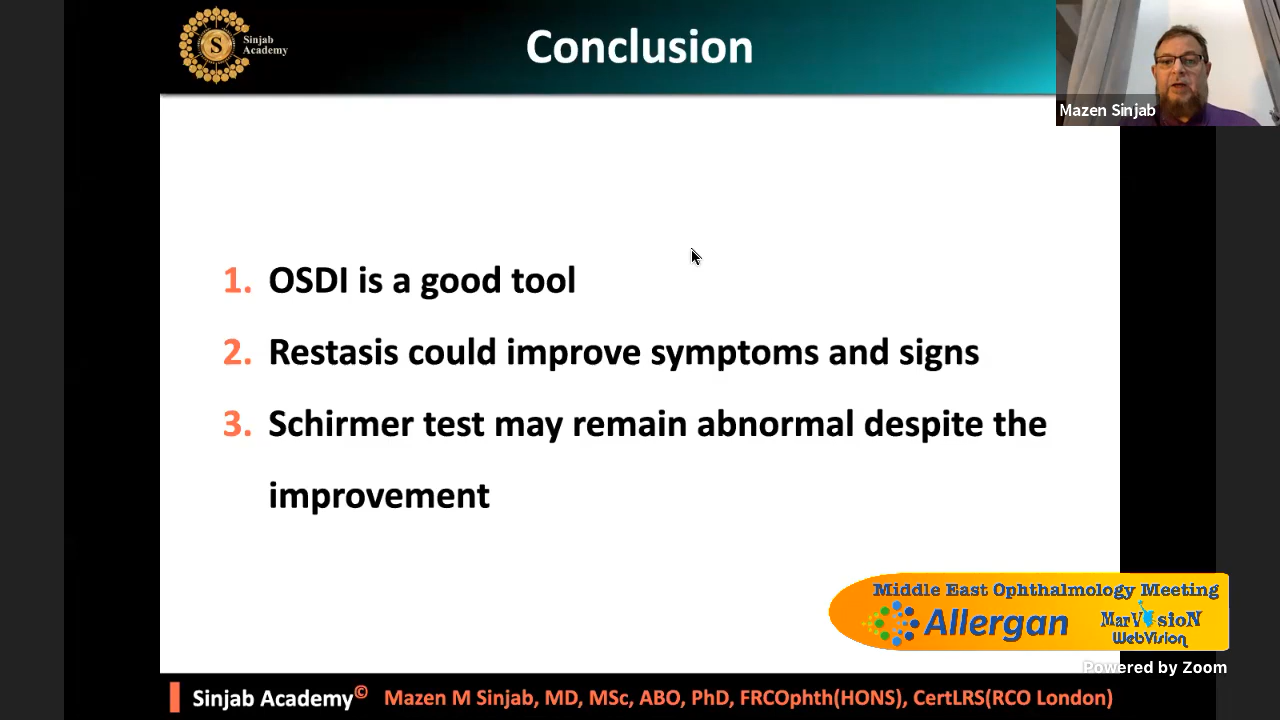 S
Sinjab
Academy
Conclusion
Mazen Sinjab
1. OSDI is a good tool
2. Restasis could improve symptoms and signs
3. Schirmer test may remain abnormal despite the
improvement
Middle East Ophthalmology Meeting
Allergan
MarVision
WebVision
Powered by Zoom
Sinjab Academy© Mazen M Sinjab, MD, MSc, ABO, PhD, FRCOphth(HONS), CertLRS(RCO London)